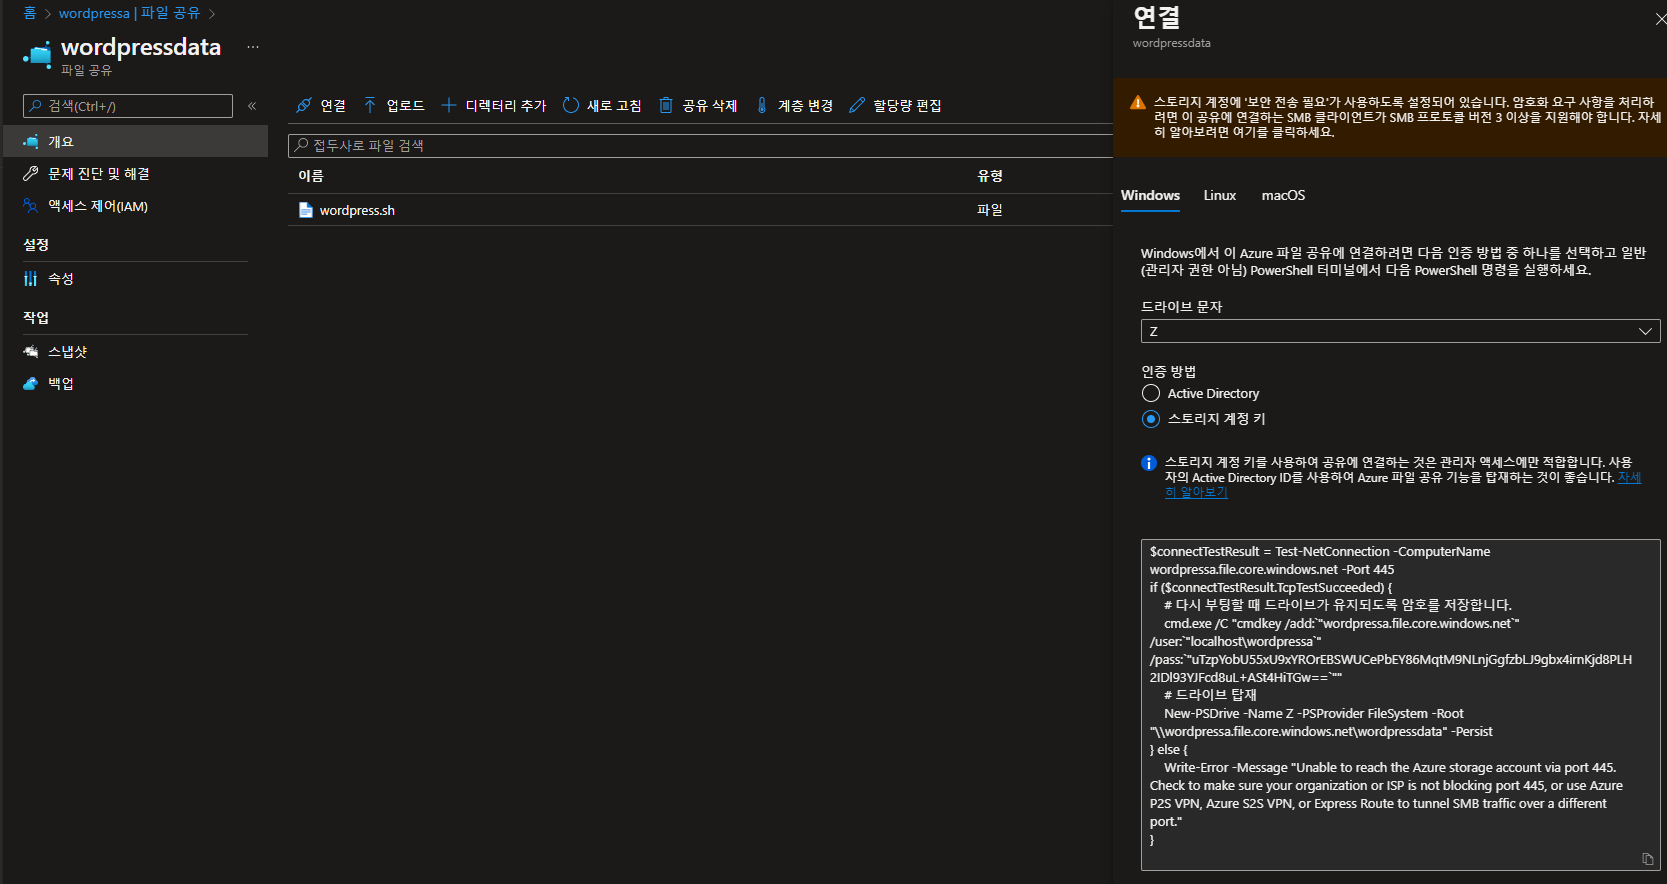 홈 > wordpressa | 파일 공유 >
wordpressdata ...
파일 공유
검색(Ctrl+/) «
개요
문제 진단 및 해결
액세스 제어(IAM)
설정
속성
작업
스냅샷
백업
연결 업로드 디렉터리 추가 새로 고침 공유 삭제 계층 변경 할당량 편집
접두사로 파일 검색
이름 유형
wordpress.sh 파일
연결
wordpressdata
스토리지 계정에 '보안 전송 필요'가 사용하도록 설정되어 있습니다. 암호화 요구 사항을 처리하
려면 이 공유에 연결하는 SMB 클라이언트가 SMB 프로토콜 버전 3 이상을 지원해야 합니다. 자세
히 알아보려면 여기를 클릭하세요.
Windows Linux macOS
Windows에서 이 Azure 파일 공유에 연결하려면 다음 인증 방법 중 하나를 선택하고 일반
(관리자 권한 아님) PowerShell 터미널에서 다음 PowerShell 명령을 실행하세요.
드라이브 문자
Z
인증 방법
Active Directory
스토리지 계정 키
스토리지 계정 키를 사용하여 공유에 연결하는 것은 관리자 액세스에만 적합합니다. 사용
자의 Active Directory ID를 사용하여 Azure 파일 공유 기능을 탑재하는 것이 좋습니다. 자세
히 알아보기
$connectTestResult = Test-NetConnection -ComputerName
wordpressa.file.core.windows.net -Port 445
if ($connectTestResult.TcpTestSucceeded) {
# 다시 부팅할 때 드라이브가 유지되도록 암호를 저장합니다.
cmd.exe /C "cmdkey /add:`"wordpressa.file.core.windows.net`"
/user:`"localhost\wordpressa`"
/pass:`"uTzpYobU55xU9xYROrEBSWUCePbEY86MqtM9NLnjGgfzbLJ9gbx4irnKjd8PLH
2IDl93YJFcd8uL+ASt4HiTGw==`""
# 드라이브 탑재
New-PSDrive -Name Z -PSProvider FileSystem -Root
"\\wordpressa.file.core.windows.net\wordpressdata" -Persist
} else {
Write-Error -Message "Unable to reach the Azure storage account via port 445.
Check to make sure your organization or ISP is not blocking port 445, or use Azure
P2S VPN, Azure S2S VPN, or Express Route to tunnel SMB traffic over a different
port."
}